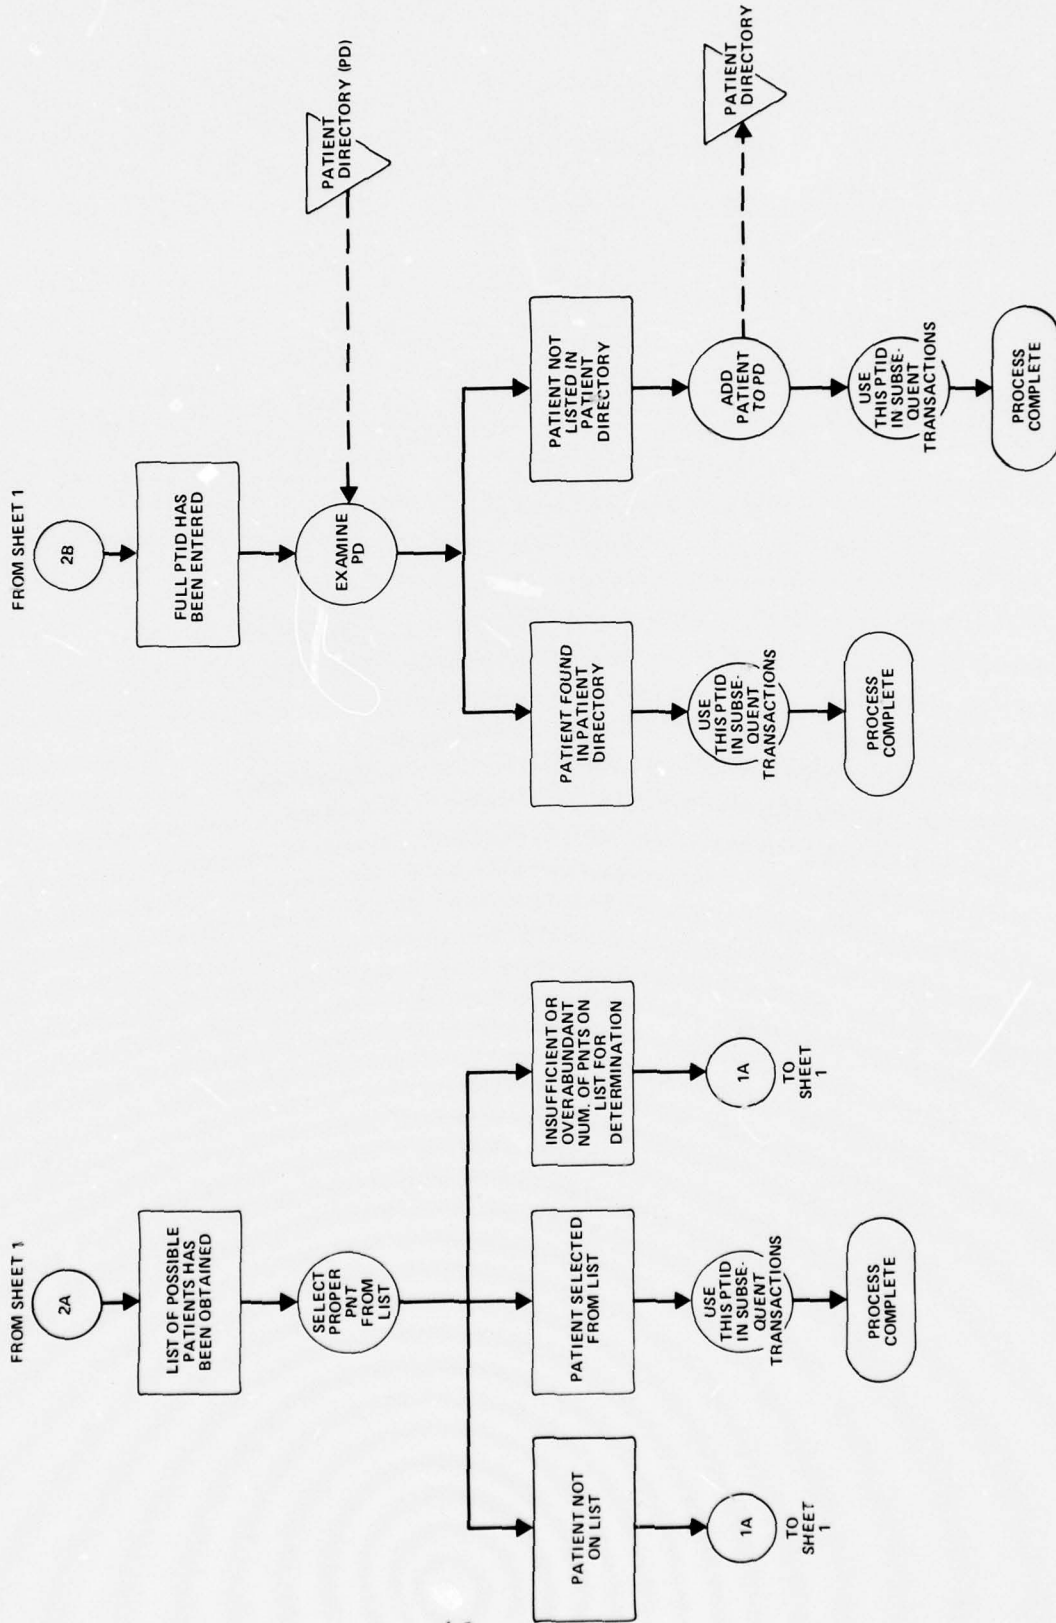 FROM SHEET 1
2A
LIST OF POSSIBLE
PATIENTS HAS
BEEN OBTAINED
SELECT
PROPER
PNT
FROM
LIST
PATIENT NOT
ON LIST
1A
TO
SHEET
1
PATIENT SELECTED
FROM LIST
USE
THIS PTID
IN SUBSE-
QUENT
TRANSACTIONS
PROCESS
COMPLETE
INSUFFICIENT OR
OVERABUNDANT
NUM. OF PNTS ON
LIST FOR
DETERMINATION
1A
TO
SHEET
1
FROM SHEET 1
2B
FULL PTID HAS
BEEN ENTERED
EXAMINE
PD
PATIENT
DIRECTORY (PD)
PATIENT FOUND
IN PATIENT
DIRECTORY
USE
THIS PTID
IN SUBSE-
QUENT
TRANSACTIONS
PROCESS
COMPLETE
PATIENT NOT
LISTED IN
PATIENT
DIRECTORY
ADD
PATIENT
TO PD
PATIENT
DIRECTORY
USE
THIS PTID
IN SUBSE-
QUENT
TRANSACTIONS
PROCESS
COMPLETE